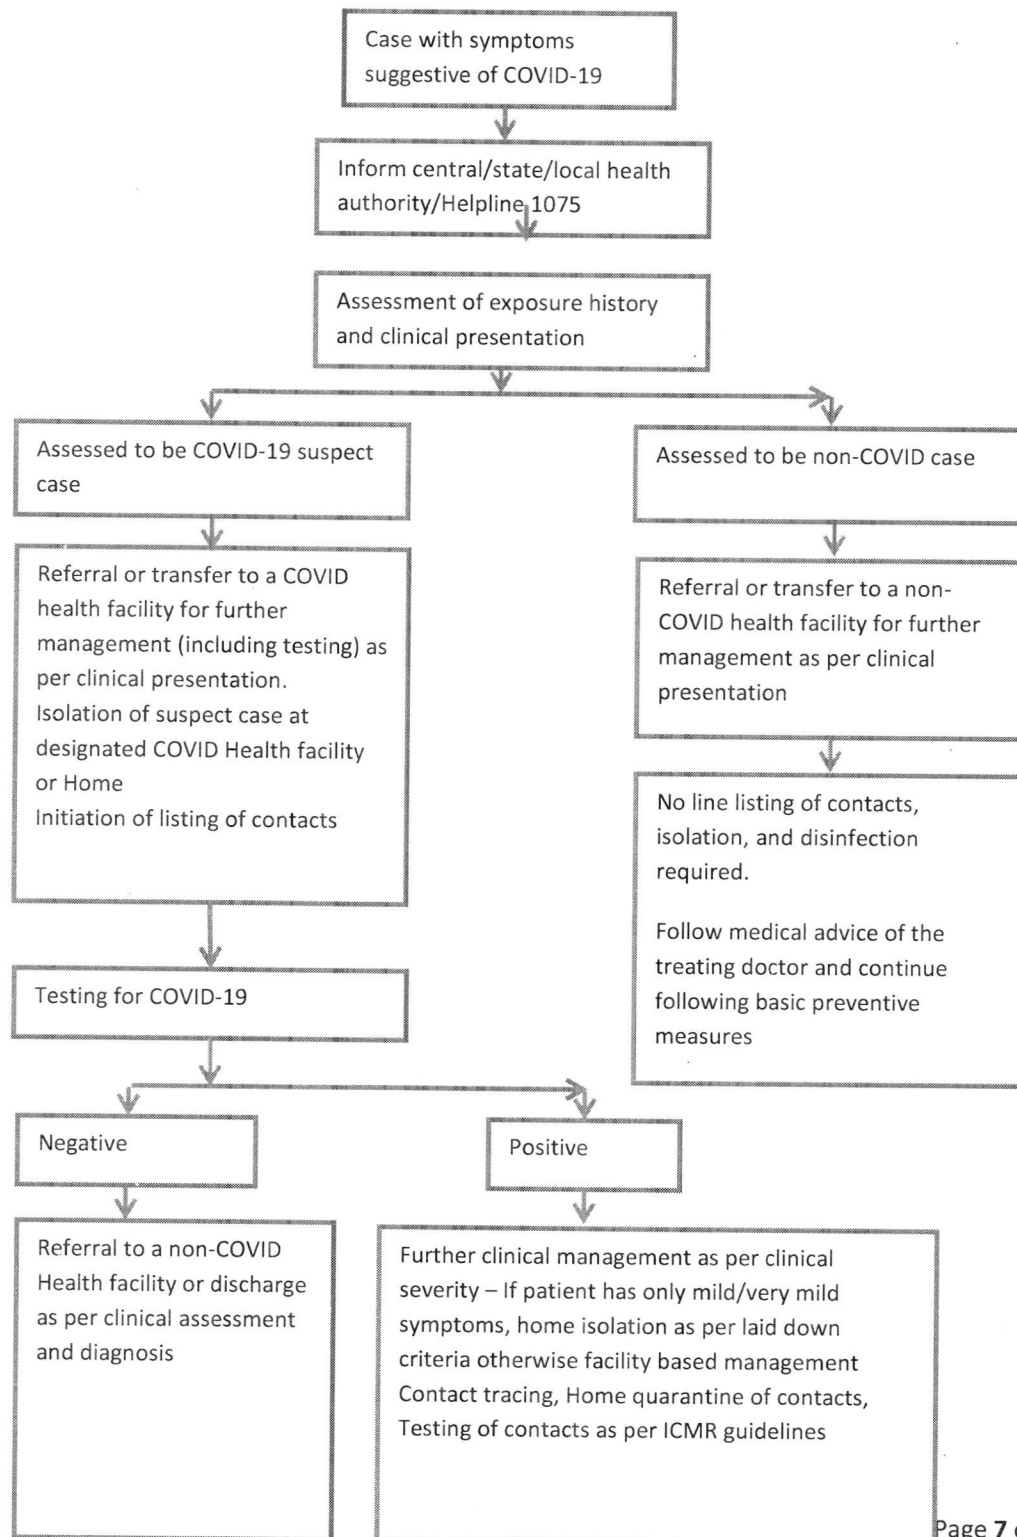 Case with symptoms
suggestive of COVID-19
Inform central/state/local health
authority/Helpline 1075
Assessment of exposure history
and clinical presentation
Assessed to be COVID-19 suspect
case
Assessed to be non-COVID case
Referral or transfer to a COVID
health facility for further
management (including testing) as
per clinical presentation.
Isolation of suspect case at
designated COVID Health facility
or Home
Initiation of listing of contacts
Referral or transfer to a non-
COVID health facility for further
management as per clinical
presentation
No line listing of contacts,
isolation, and disinfection
required.
Follow medical advice of the
treating doctor and continue
following basic preventive
measures
Testing for COVID-19
Negative
Positive
Referral to a non-COVID
Health facility or discharge
as per clinical assessment
and diagnosis
Further clinical management as per clinical
severity – If patient has only mild/very mild
symptoms, home isolation as per laid down
criteria otherwise facility based management
Contact tracing, Home quarantine of contacts,
Testing of contacts as per ICMR guidelines
Page 7